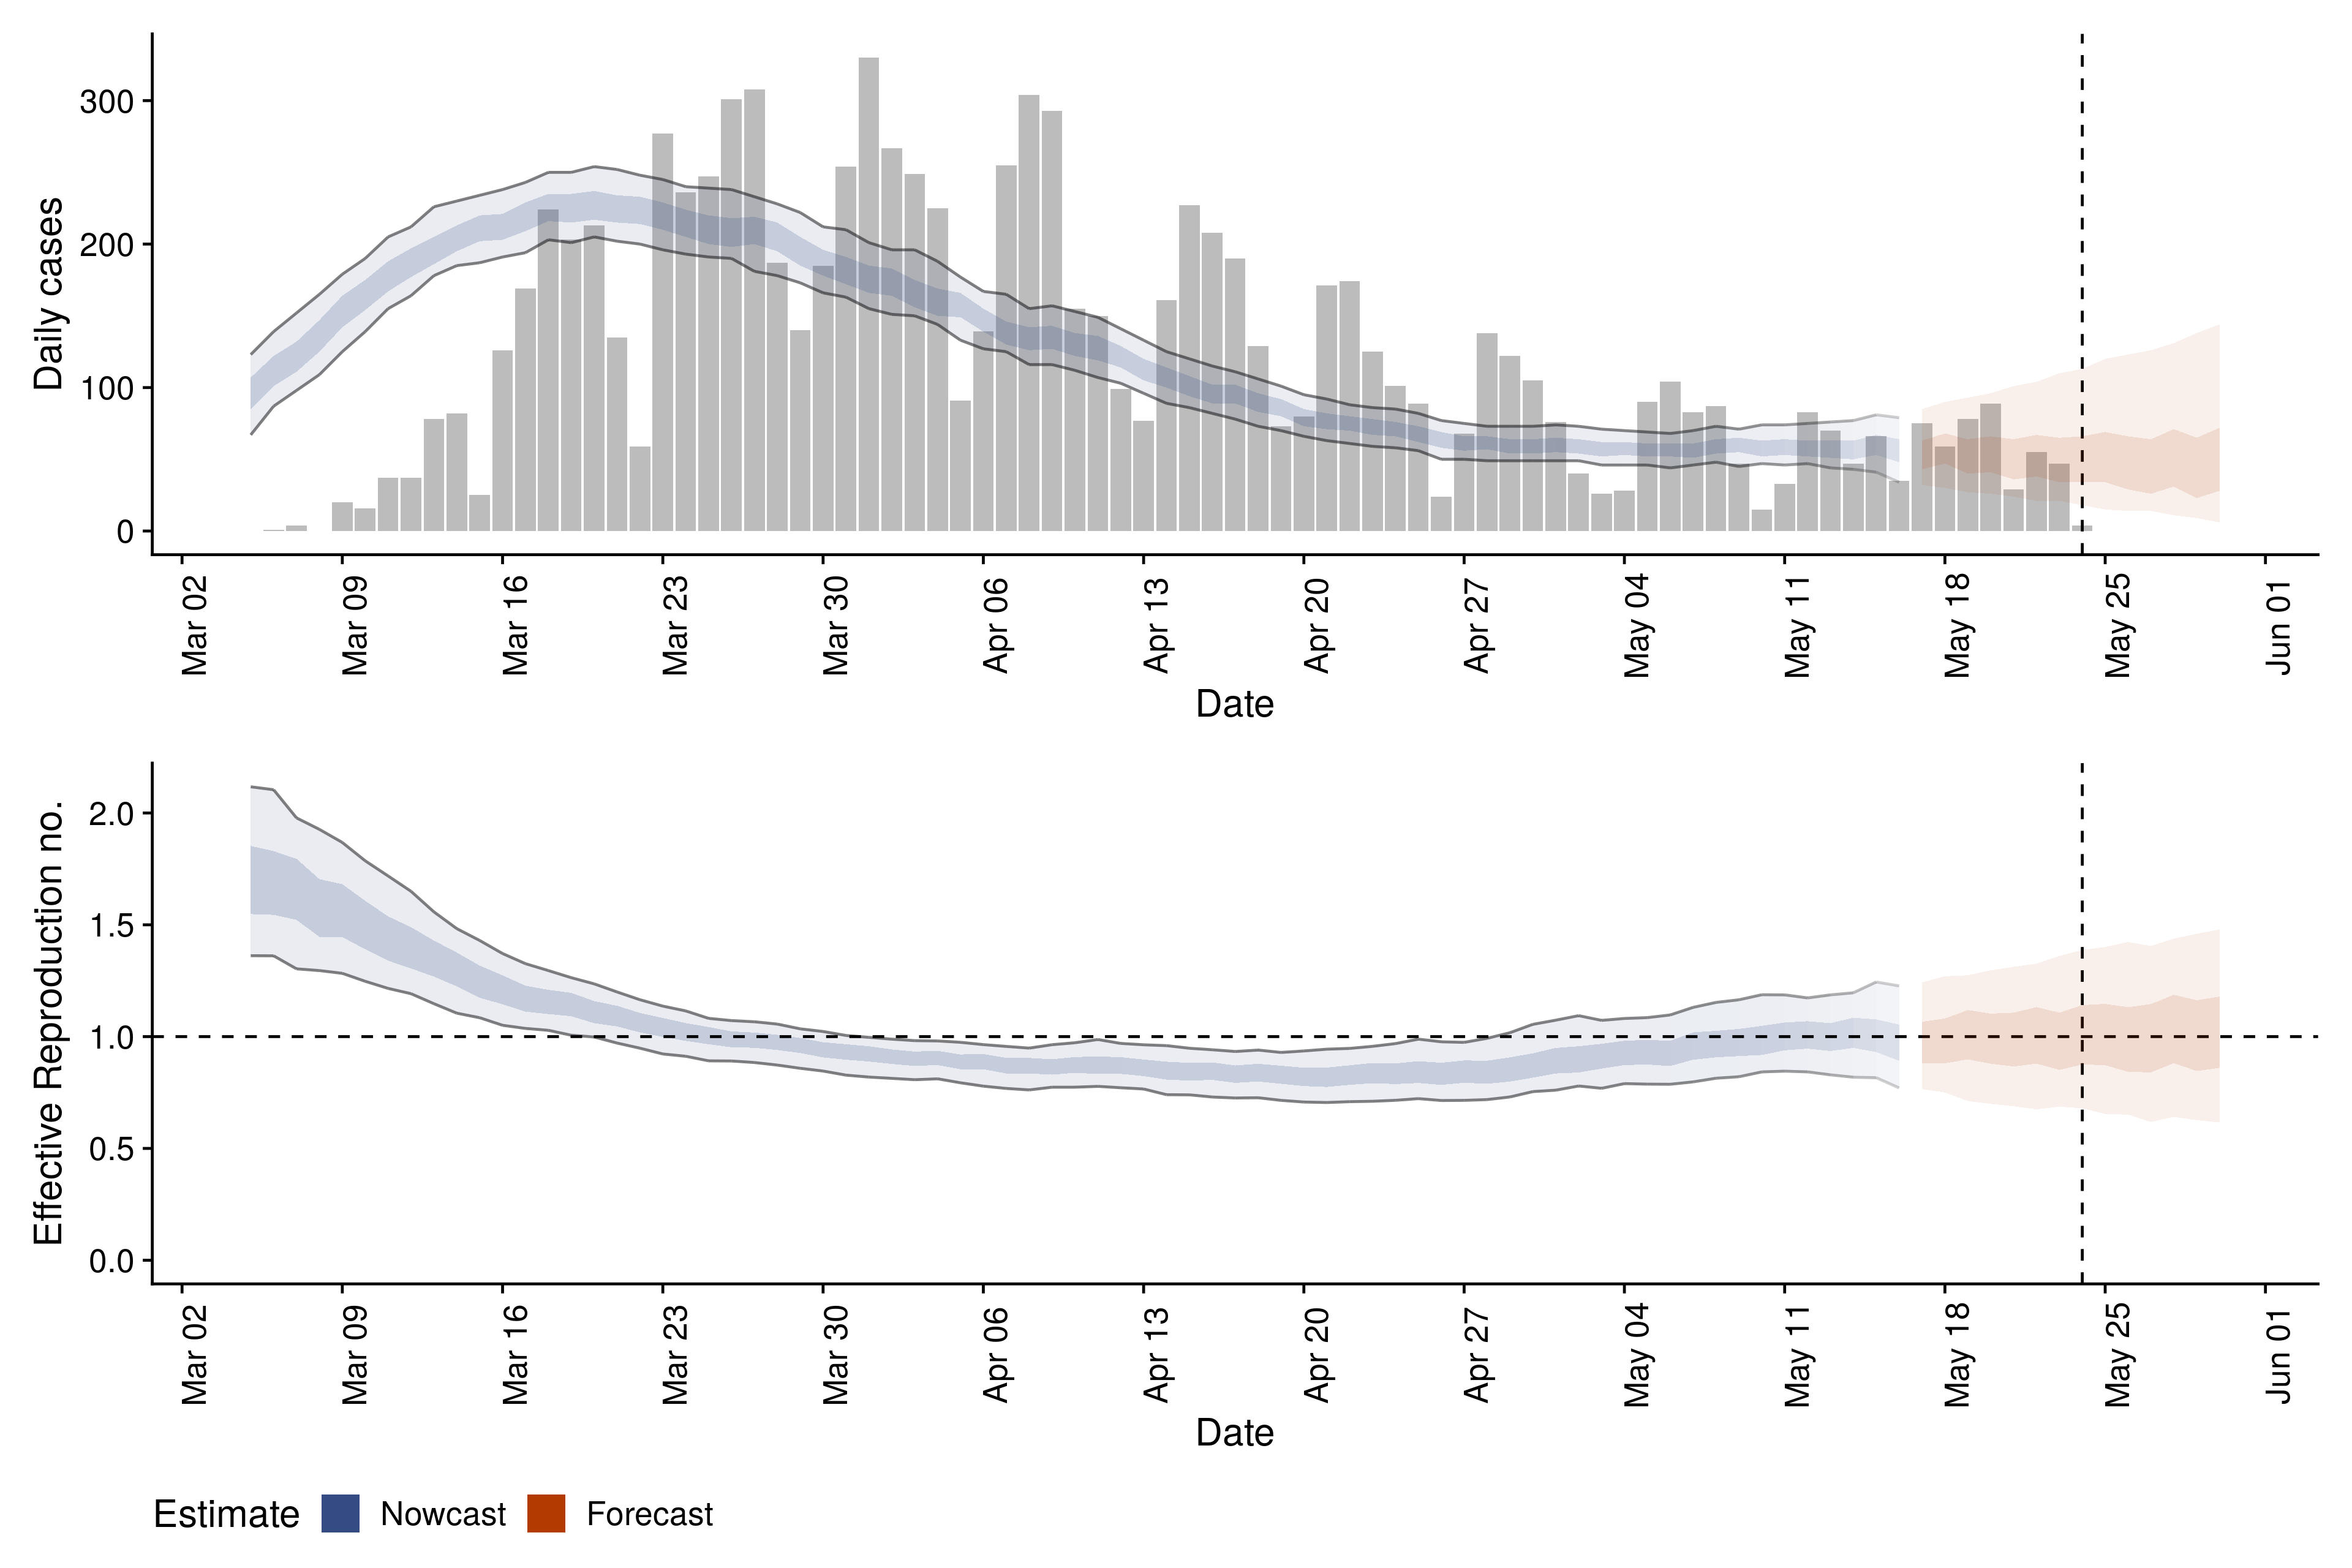 Daily cases
300
200
100
0
Mar 02
Mar 09
Mar 16
Mar 23
Mar 30
Apr 06
Apr 13
Apr 20
Apr 27
May 04
May 11
May 18
May 25
Jun 01
Date
Effective Reproduction no.
2.0
1.5
1.0
0.5
0.0
Mar 02
Mar 09
Mar 16
Mar 23
Mar 30
Apr 06
Apr 13
Apr 20
Apr 27
May 04
May 11
May 18
May 25
Jun 01
Date
Estimate Nowcast Forecast